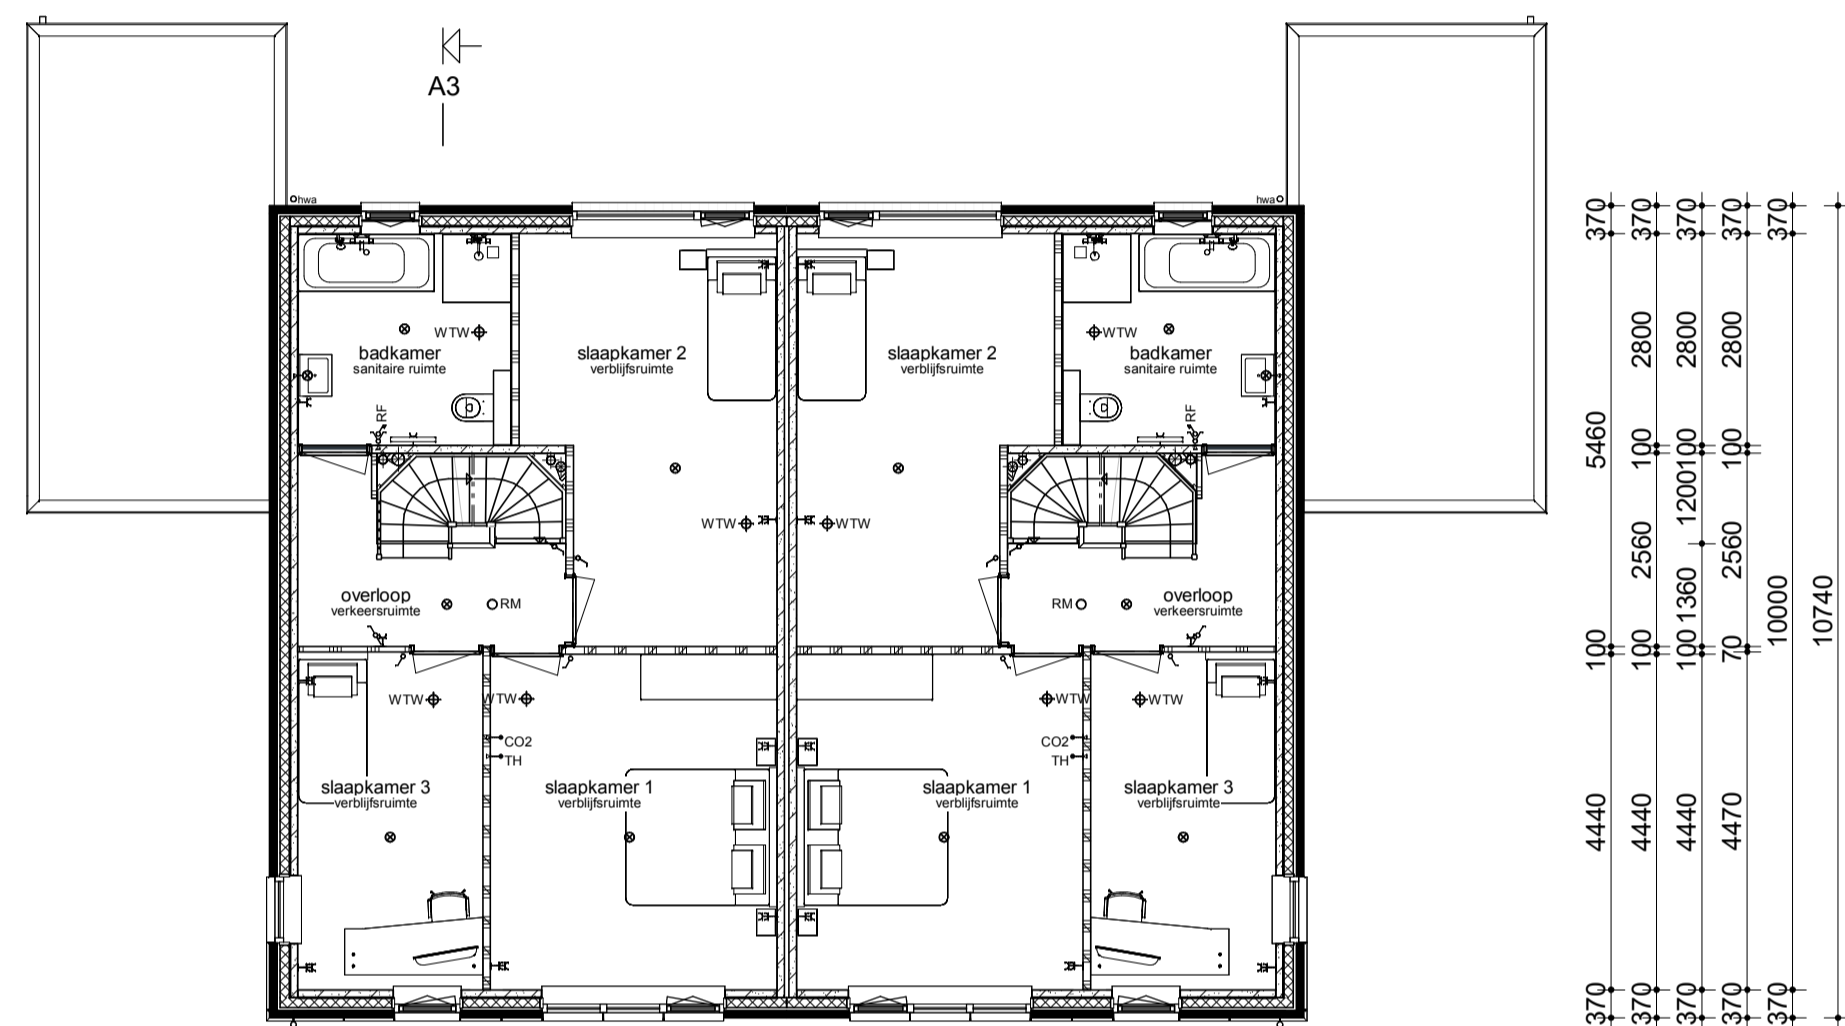 A3
hwa
hwa
WTW
WTW
badkamer
sanitaire ruimte
slaapkamer 2
verblijfsruimte
slaapkamer 2
verblijfsruimte
badkamer
sanitaire ruimte
RF
RF
WTW
WTW
overloop
verkeersruimte
RM
RM
overloop
verkeersruimte
WTW
WTW
WTW
WTW
CO2
TH
CO2
TH
slaapkamer 3
verblijfsruimte
slaapkamer 1
verblijfsruimte
slaapkamer 1
verblijfsruimte
slaapkamer 3
verblijfsruimte
370
5460
100
4440
370
370
2800
100
2560
100
4440
370
370
2800
100
1200
1360
100
4440
370
370
2800
100
2560
70
4470
370
370
10000
370
10740